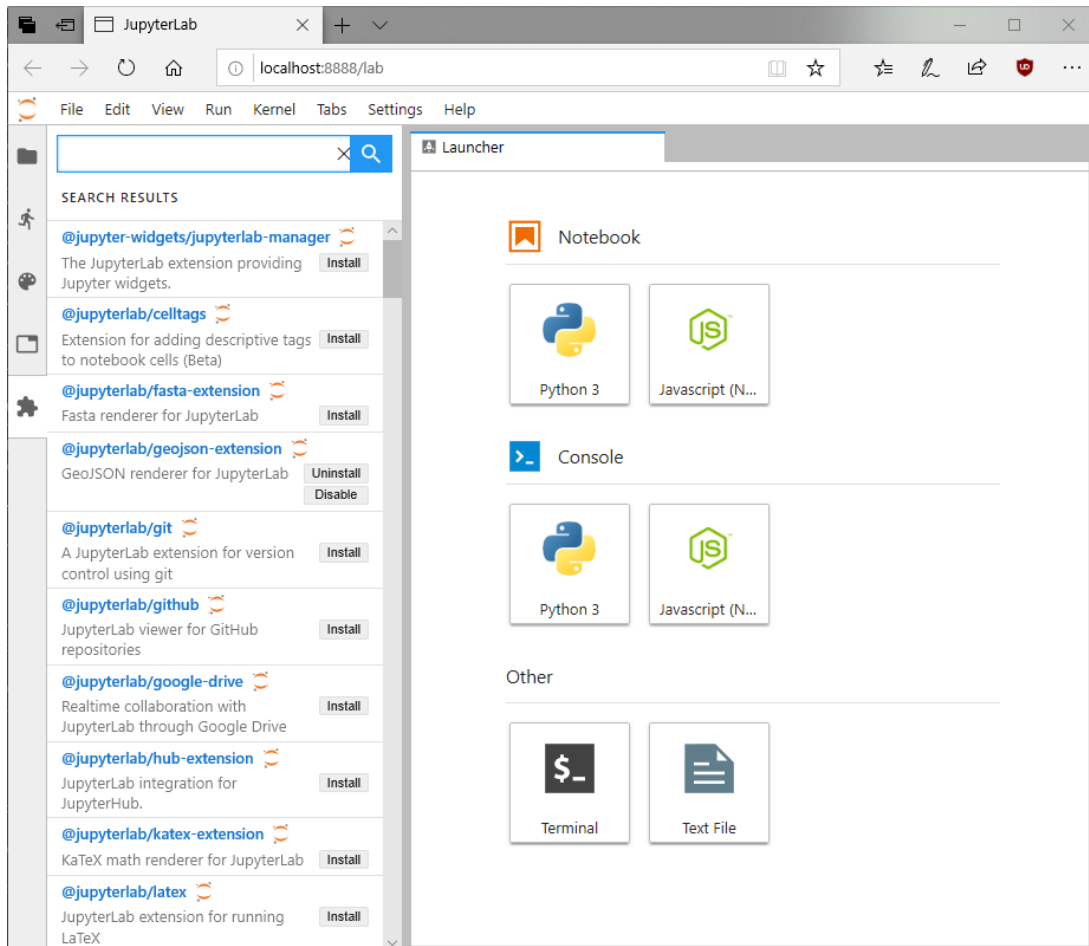 JupyterLab
localhost:8888/lab
UD
File Edit View Run Kernel Tabs Settings Help
SEARCH RESULTS
@jupyter-widgets/jupyterlab-manager
The JupyterLab extension providing
Jupyter widgets.
Install
@jupyterlab/celltags
Extension for adding descriptive tags
to notebook cells (Beta)
Install
@jupyterlab/fasta-extension
Fasta renderer for JupyterLab
Install
@jupyterlab/geojson-extension
GeoJSON renderer for JupyterLab
Uninstall
Disable
@jupyterlab/git
A JupyterLab extension for version
control using git
Install
@jupyterlab/github
JupyterLab viewer for GitHub
repositories
Install
@jupyterlab/google-drive
Realtime collaboration with
JupyterLab through Google Drive
Install
@jupyterlab/hub-extension
JupyterLab integration for
JupyterHub.
Install
@jupyterlab/katex-extension
KaTeX math renderer for JupyterLab
Install
@jupyterlab/latex
JupyterLab extension for running
LaTeX
Install
Launcher
Notebook
Python 3
JS
Javascript (N...
Console
Python 3
JS
Javascript (N...
Other
$_
Terminal
Text File